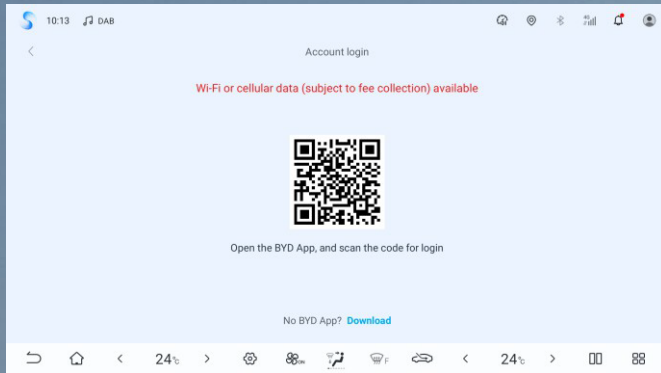 10:13 DAB
Account login
Wi-Fi or cellular data (subject to fee collection) available
Open the BYD App, and scan the code for login
No BYD App? Download
24°C F 24°C